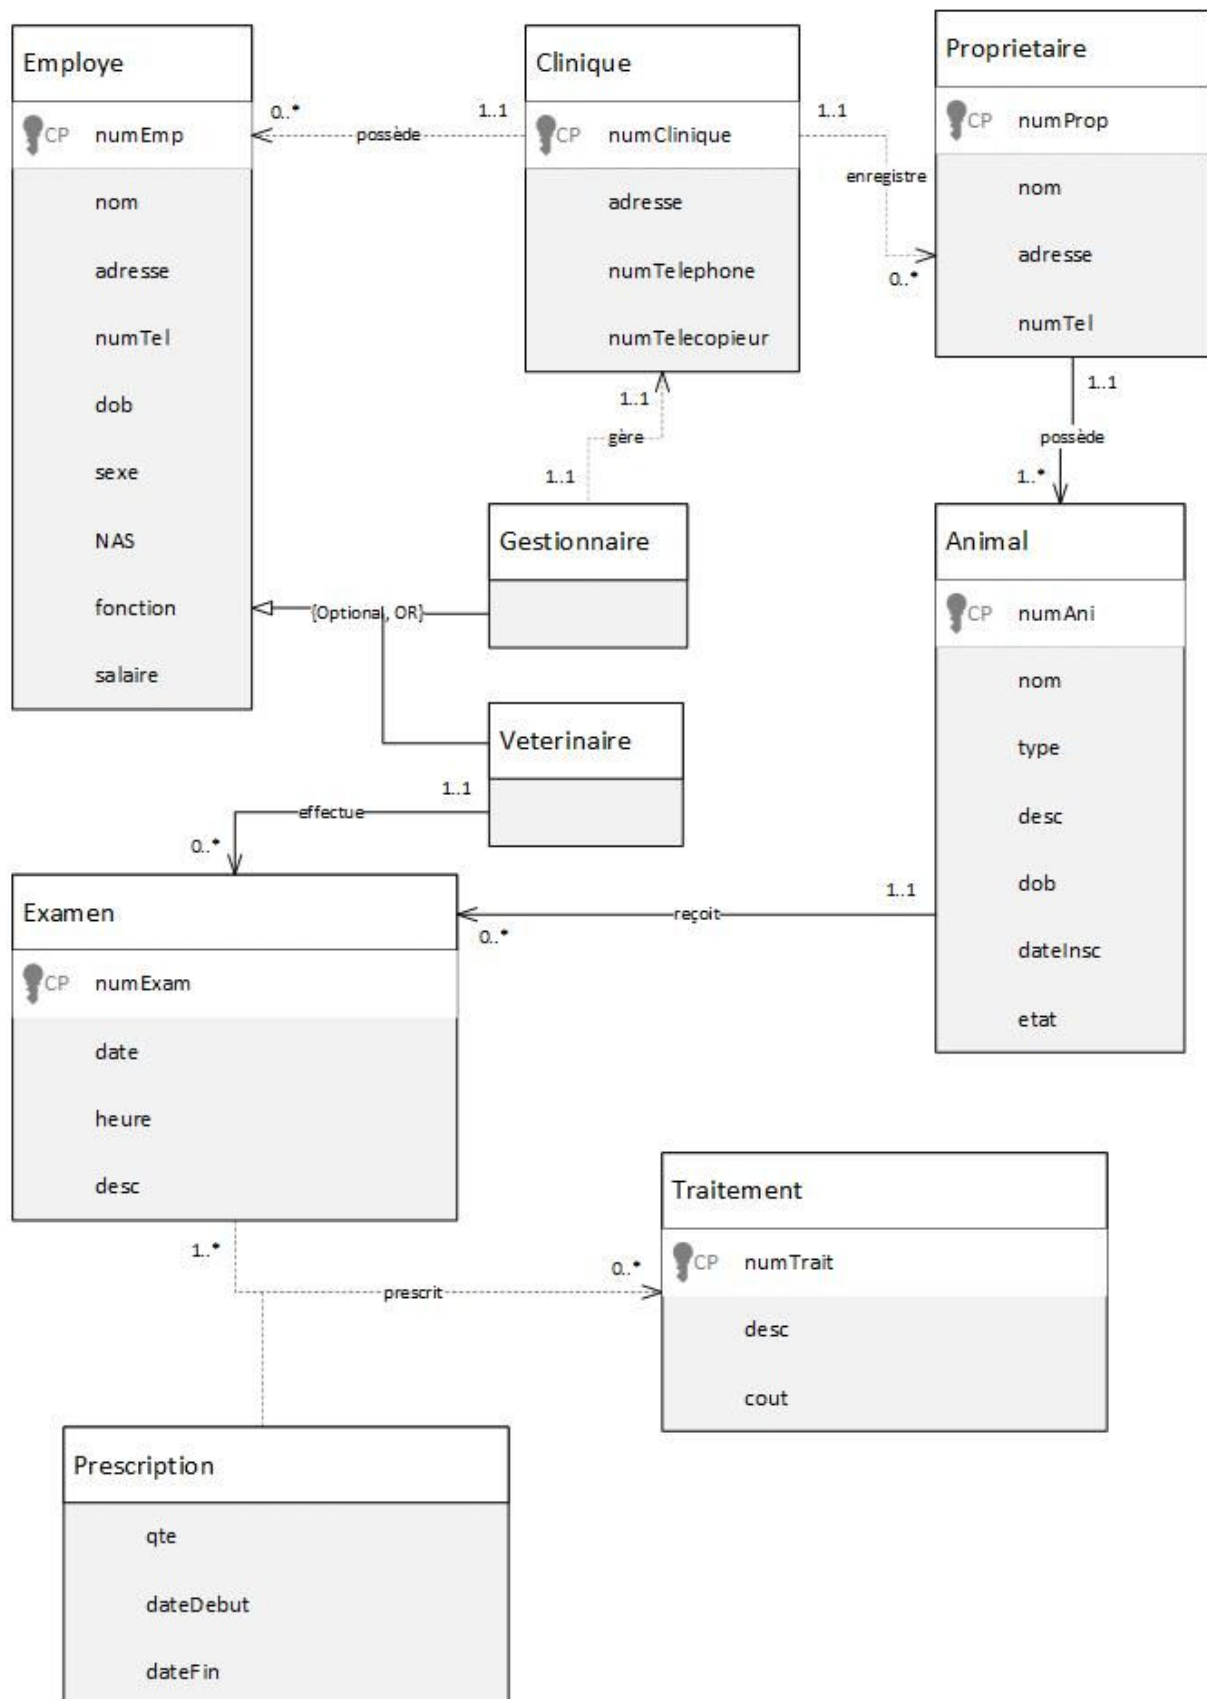 Employe
CP numEmp
nom
adresse
numTel
dob
sexe
NAS
fonction
salaire
0..*
possède
1..1
Clinique
CP numClinique
adresse
numTelephone
numTelecopieur
1..1
enregistre
0..*
Proprietaire
CP numProp
nom
adresse
numTel
1..1
gère
1..1
1..1
possède
1..*
Gestionnaire
{Optional, OR}
Veterinaire
1..1
effectue
0..*
Animal
CP numAni
nom
type
desc
dob
dateInsc
etat
1..1
reçoit
0..*
Examen
CP numExam
date
heure
desc
1..*
prescrit
0..*
Traitement
CP numTrait
desc
cout
Prescription
qte
dateDebut
dateFin